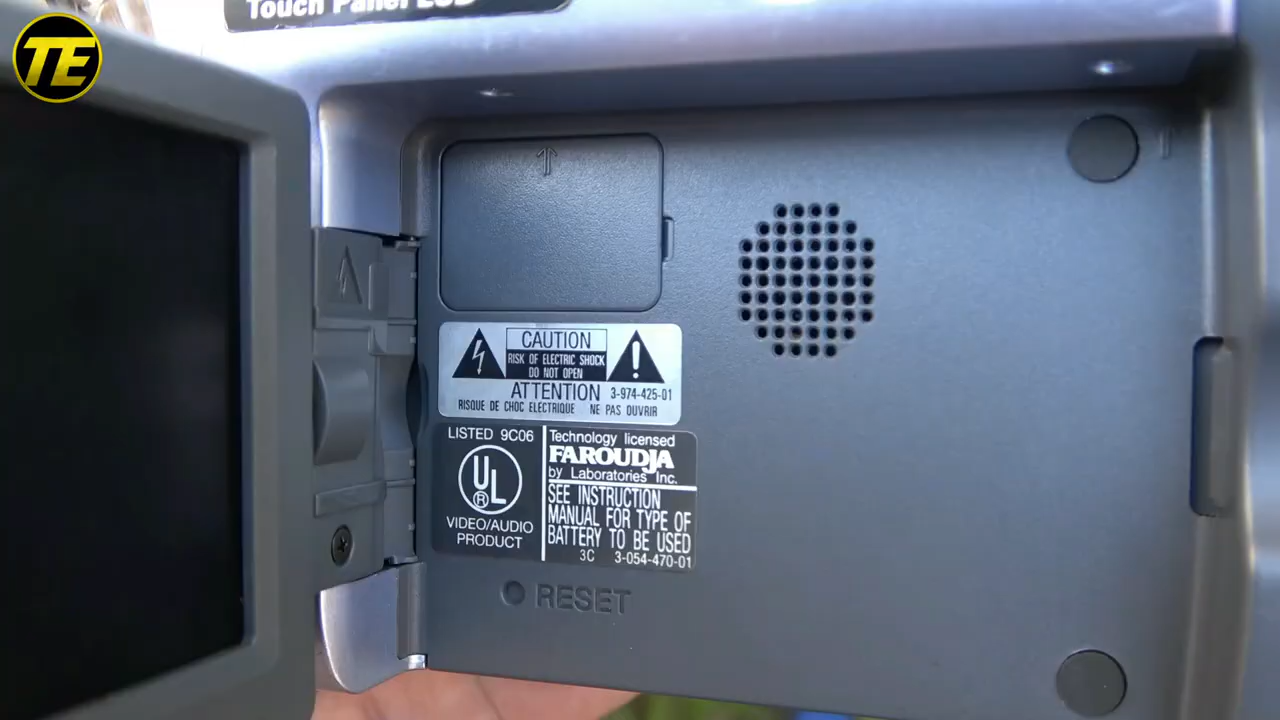 Touch Panel LCD
TE
CAUTION
RISK OF ELECTRIC SHOCK
DO NOT OPEN
ATTENTION 3-974-425-01
RISQUE DE CHOC ELECTRIQUE NE PAS OUVRIR
LISTED 9C06
UL
®
VIDEO/AUDIO
PRODUCT
Technology licensed
FAROUDJA
by Laboratories Inc.
SEE INSTRUCTION
MANUAL FOR TYPE OF
BATTERY TO BE USED
3C 3-054-470-01
RESET